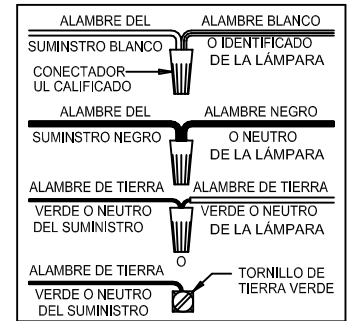 ALAMBRE DEL
SUMINSTRO BLANCO
ALAMBRE BLANCO
O IDENTIFICADO
DE LA LÁMPARA
CONECTADOR
UL CALIFICADO
ALAMBRE DEL
SUMINSTRO NEGRO
ALAMBRE NEGRO
O NEUTRO
DE LA LÁMPARA
ALAMBRE DE TIERRA
VERDE O NEUTRO
DEL SUMINISTRO
ALAMBRE DE TIERRA
VERDE O NEUTRO
DE LA LÁMPARA
O
ALAMBRE DE TIERRA
VERDE O NEUTRO
DEL SUMINISTRO
TORNILLO DE
TIERRA VERDE